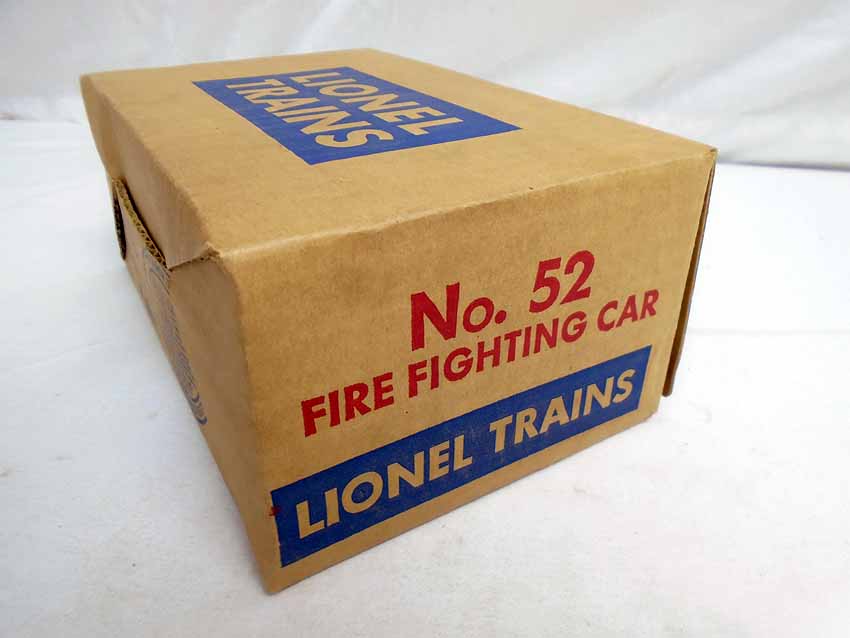 LIONEL
TRAINS
No. 52
FIRE FIGHTING CAR
LIONEL TRAINS